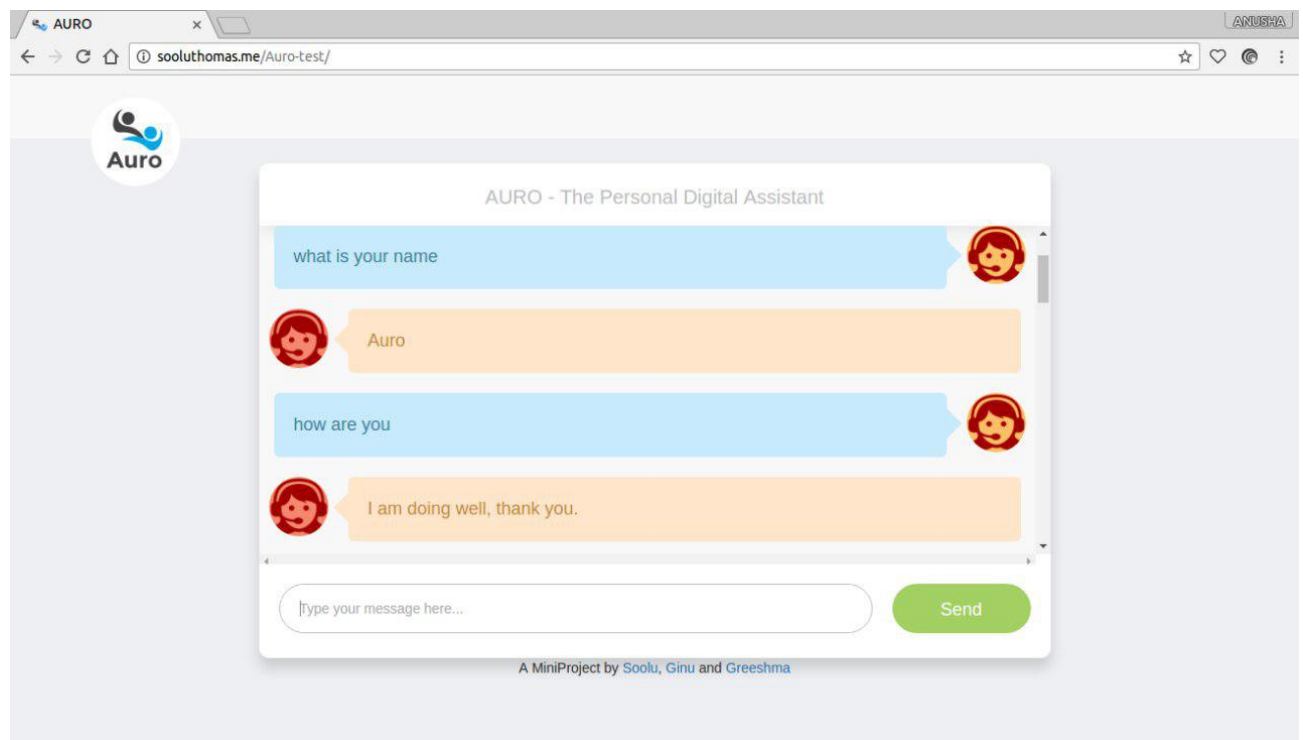 AURO
ANUSHA
sooluthomas.me/Auro-test/
Auro
AURO - The Personal Digital Assistant
what is your name
Auro
how are you
I am doing well, thank you.
Type your message here...
Send
A MiniProject by Soolu, Ginu and Greeshma